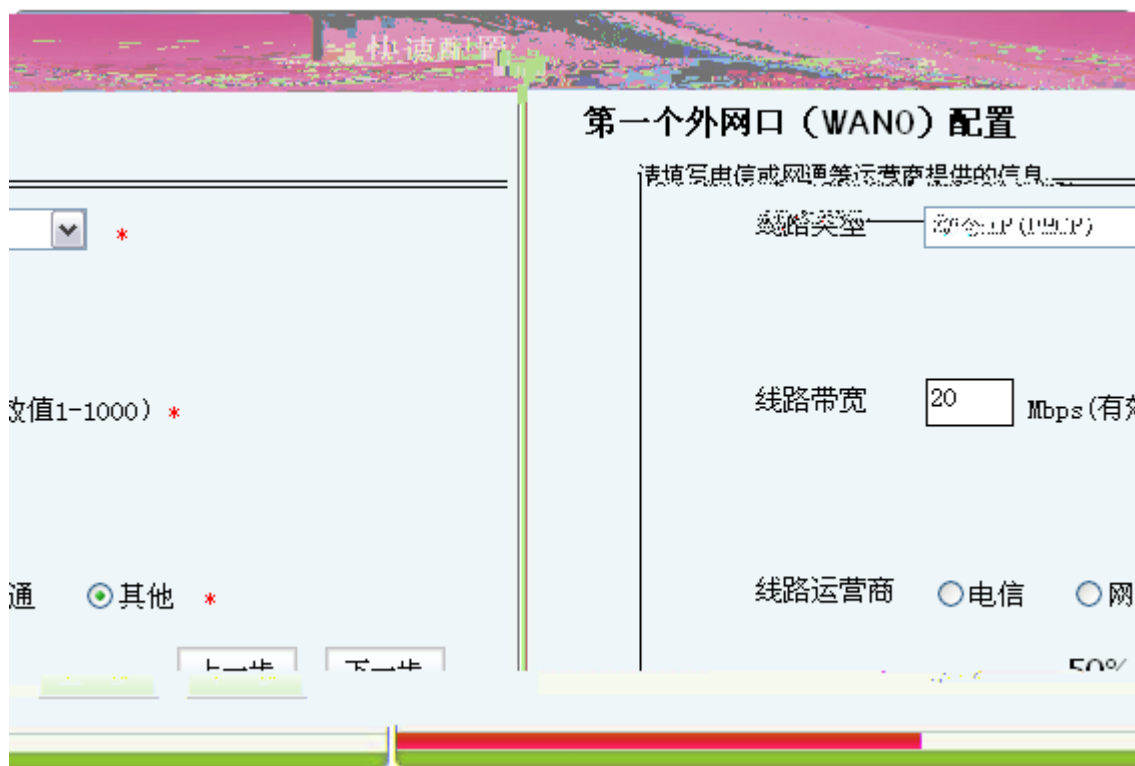 快速配置
第一个外网口（WAN0）配置
请填写电信或网通等运营商提供的信息
*
线路类型
线路带宽 20 Mbps(有效
效值1-1000) *
线路运营商 电信 网
通 其他 *
上一步 下一步
50%